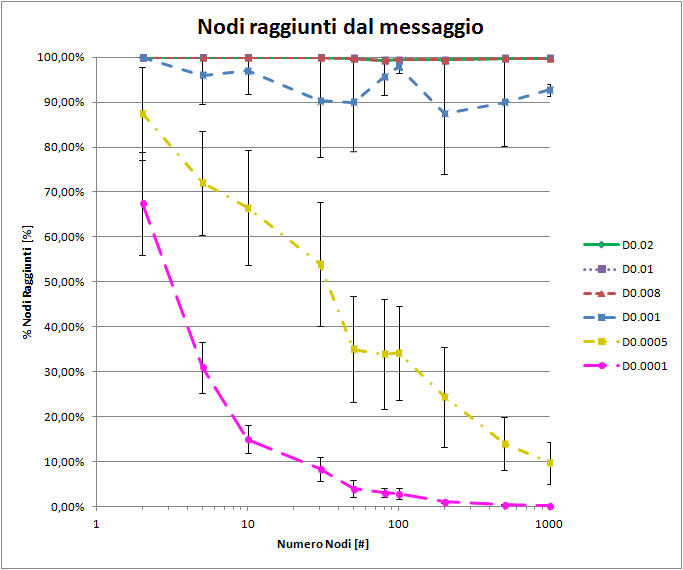 Nodi raggiunti dal messaggio
100,00%
90,00%
80,00%
70,00%
60,00%
50,00%
40,00%
30,00%
20,00%
10,00%
0,00%
% Nodi Raggiunti [%]
1
10
100
1000
Numero Nodi [#]
D0.02
D0.01
D0.008
D0.001
D0.0005
D0.0001